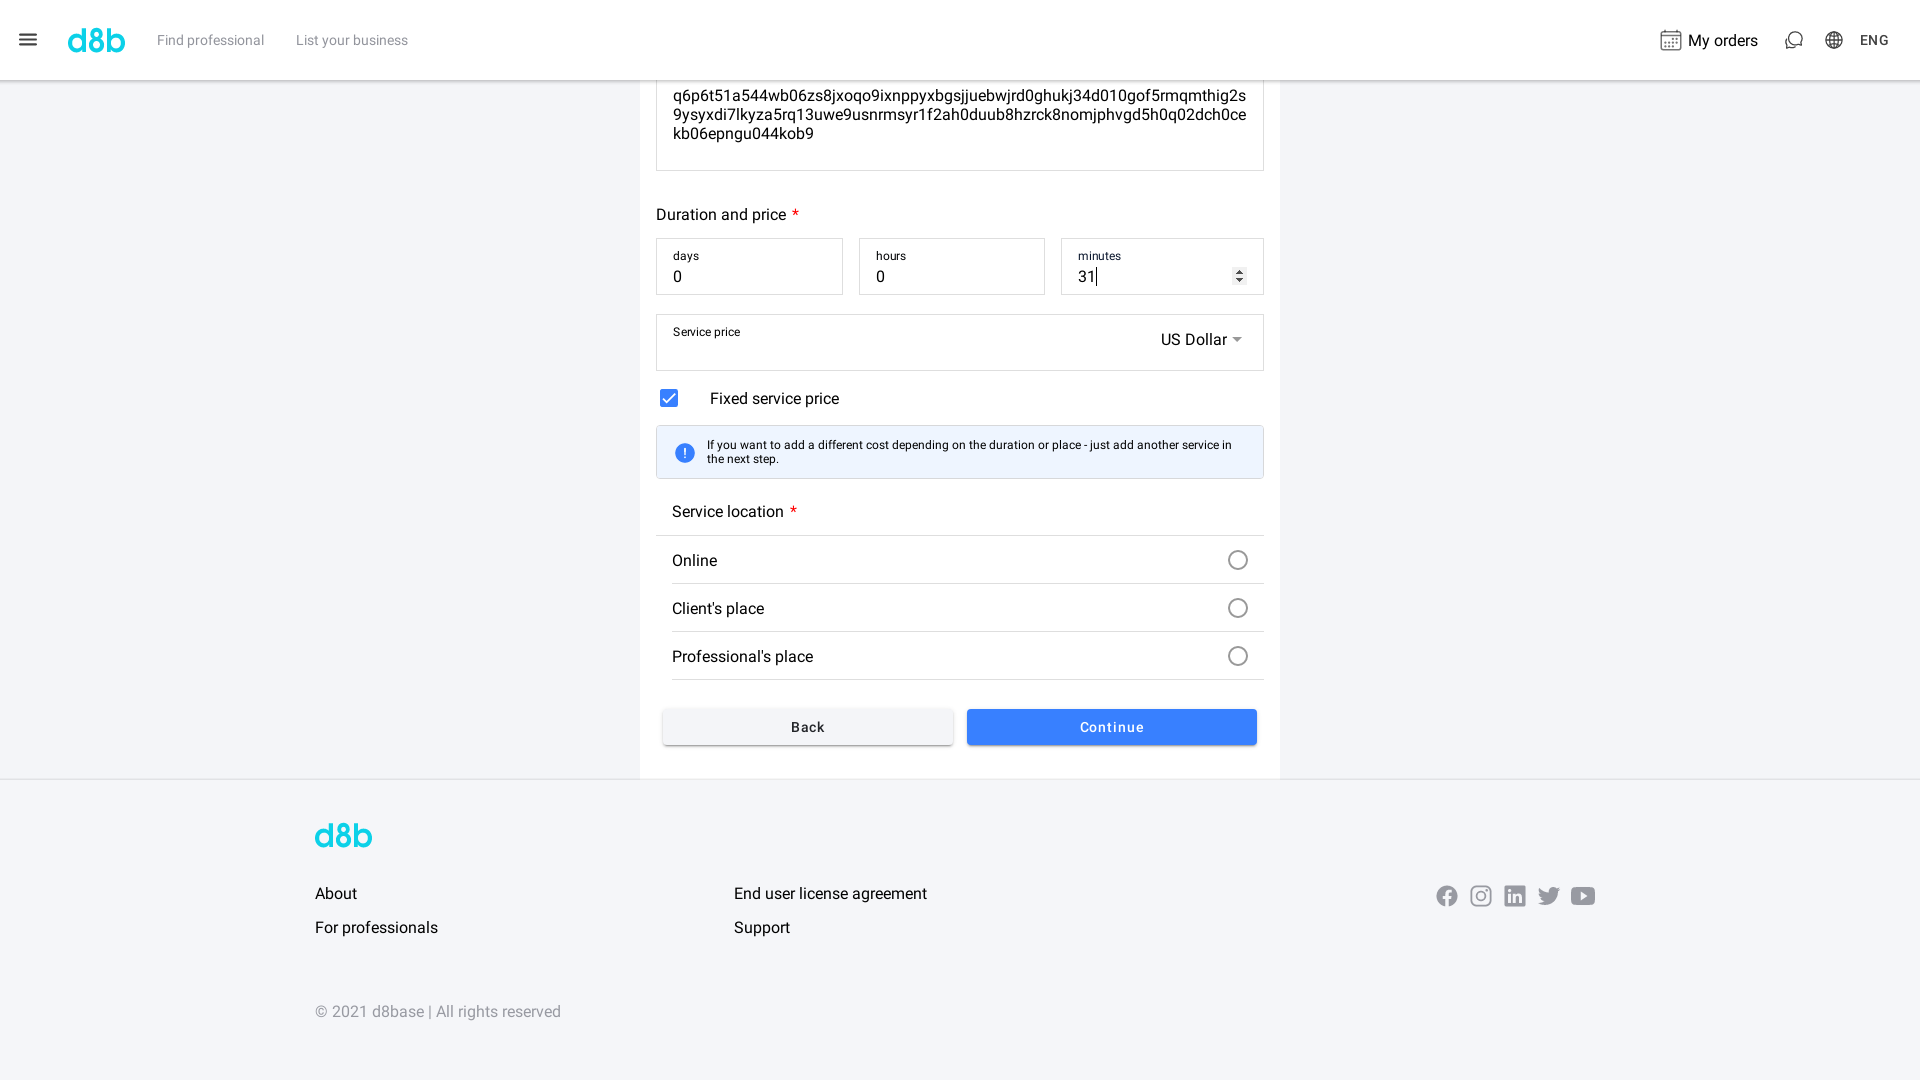 d8b
Find professional
List your business
My orders
ENG
q6p6t51a544wb06zs8jxoqo9ixnppyxbgsjjuebwjrd0ghukj34d010gof5rmqmthig2s
9ysyxdi7lkyza5rq13uwe9usnrmsyr1f2ah0duub8hzrck8nomjphvgd5h0q02dch0ce
kb06epngu044kob9
Duration and price *
days
0
hours
0
minutes
31
Service price
US Dollar
Fixed service price
If you want to add a different cost depending on the duration or place - just add another service in
the next step.
Service location *
Online
Client's place
Professional's place
Back
Continue
d8b
About
End user license agreement
For professionals
Support
© 2021 d8base | All rights reserved